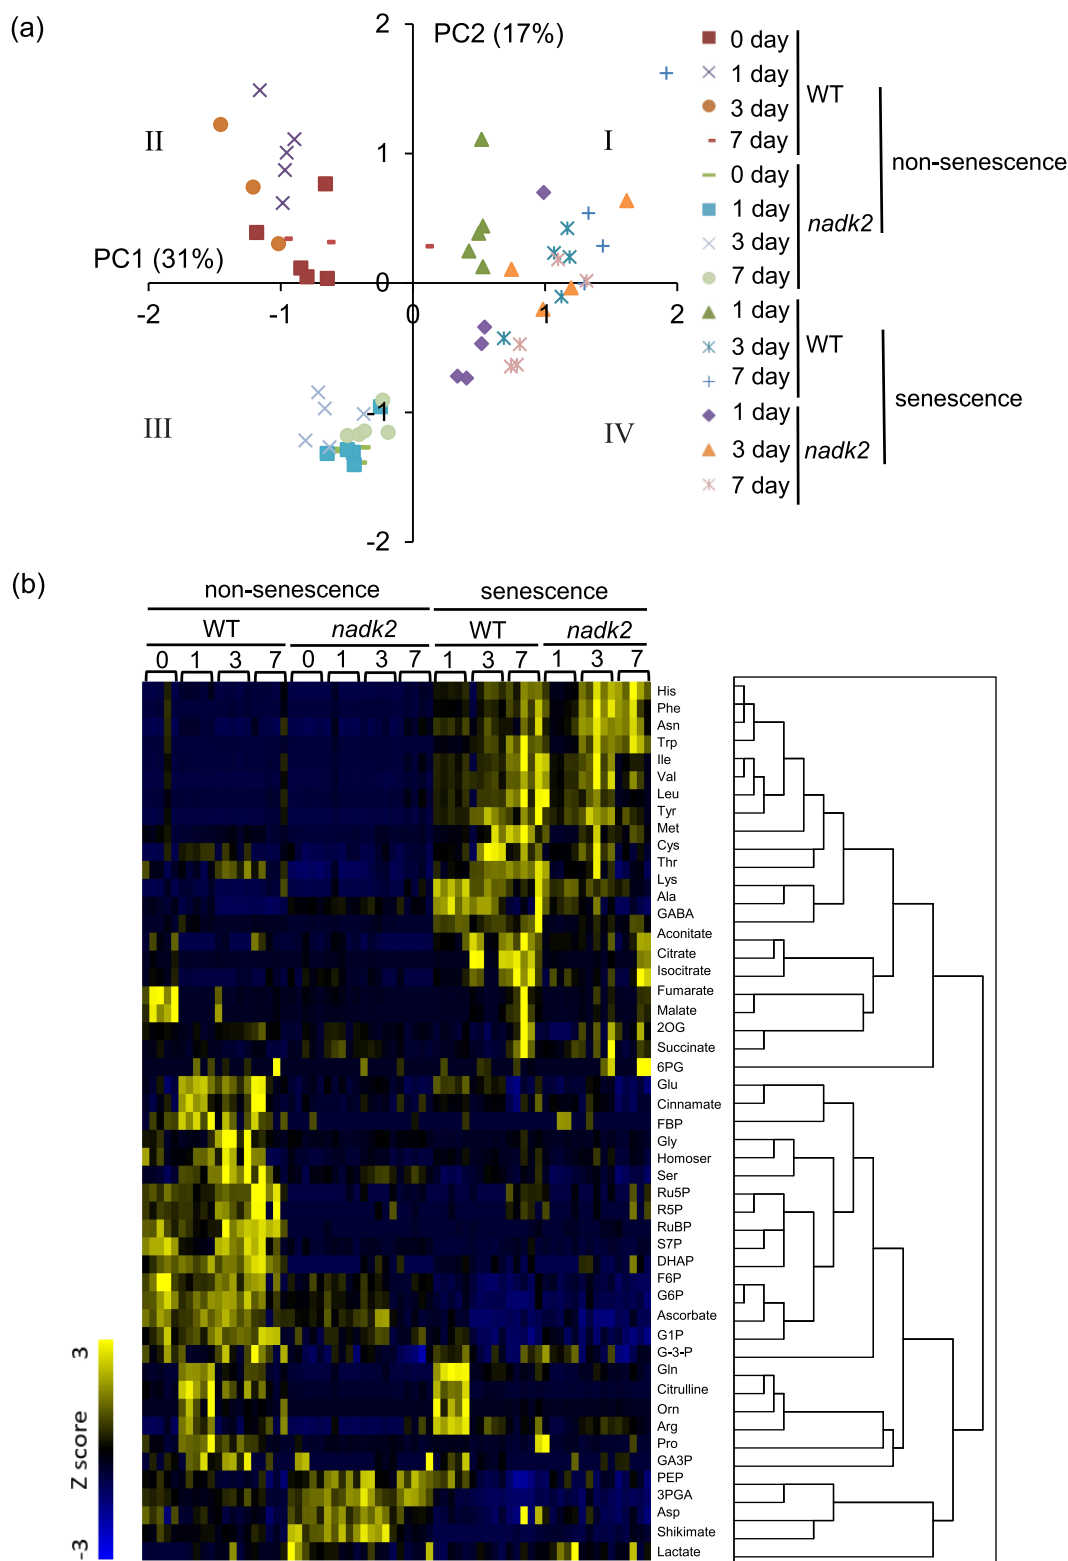 (a)
2
PC2 (17%)
II
I
1
PC1 (31%)
-2
-1
0
0
1
2
III
IV
-1
-2
0 day
1 day
3 day
7 day
WT
0 day
1 day
3 day
7 day
nadk2
non-senescence
1 day
3 day
7 day
WT
1 day
3 day
7 day
nadk2
senescence
(b)
non-senescence senescence
WT nadk2 WT nadk2
0 1 3 7 0 1 3 7 1 3 7 1 3 7
His
Phe
Asn
Trp
Ile
Val
Leu
Tyr
Met
Cys
Thr
Lys
Ala
GABA
Aconitate
Citrate
Isocitrate
Fumarate
Malate
2OG
Succinate
6PG
Glu
Cinnamate
FBP
Gly
Homoser
Ser
Ru5P
R5P
RuBP
S7P
DHAP
F6P
G6P
Ascorbate
G1P
G-3-P
Gln
Citrulline
Orn
Arg
Pro
GA3P
PEP
3PGA
Asp
Shikimate
Lactate
3
Z score
-3